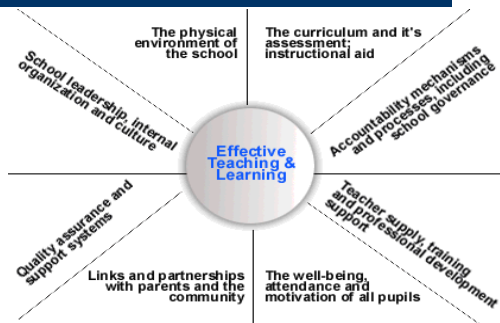 The physical
environment of
the school
The curriculum and it's
assessment;
instructional aid
School leadership, internal
organization and culture
Accountability mechanisms
and processes, including
school governance
Effective
Teaching &
Learning
Quality assurance and
support systems
Teacher supply, training
and professional development
support
Links and partnerships
with parents and the
community
The well-being,
attendance and
motivation of all pupils